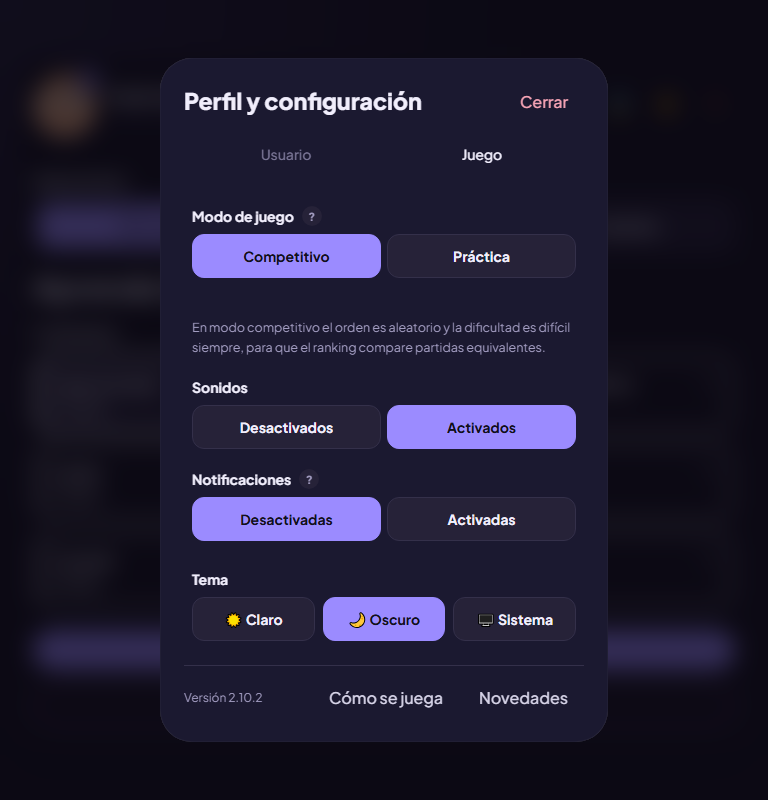 Perfil y configuración
Cerrar
Usuario
Juego
Modo de juego ?
Competitivo
Práctica
En modo competitivo el orden es aleatorio y la dificultad es difícil
siempre, para que el ranking compare partidas equivalentes.
Sonidos
Desactivados
Activados
Notificaciones ?
Desactivadas
Activadas
Tema
Claro
Oscuro
Sistema
Versión 2.10.2
Cómo se juega
Novedades